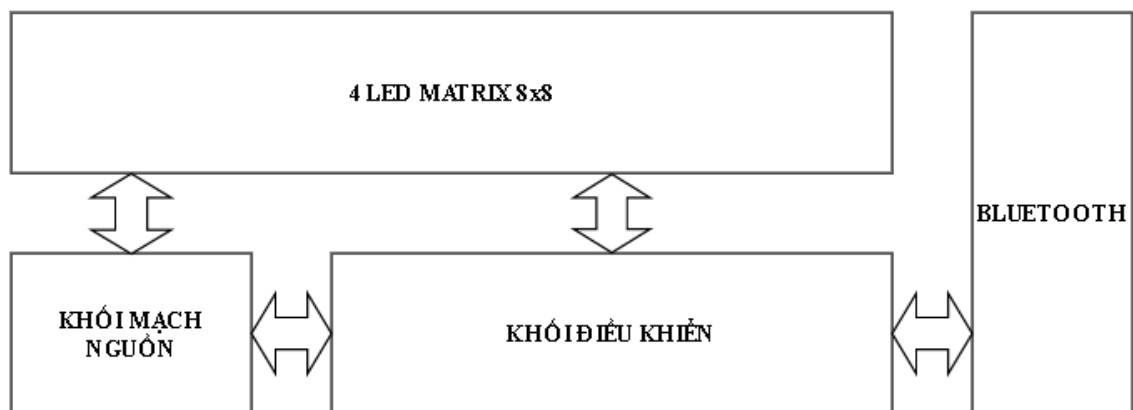 4 LED MATRIX 8x8
BLUETOOTH
KHỐI MẠCH
NGUỒN
KHỐI ĐIỀU KHIỂN